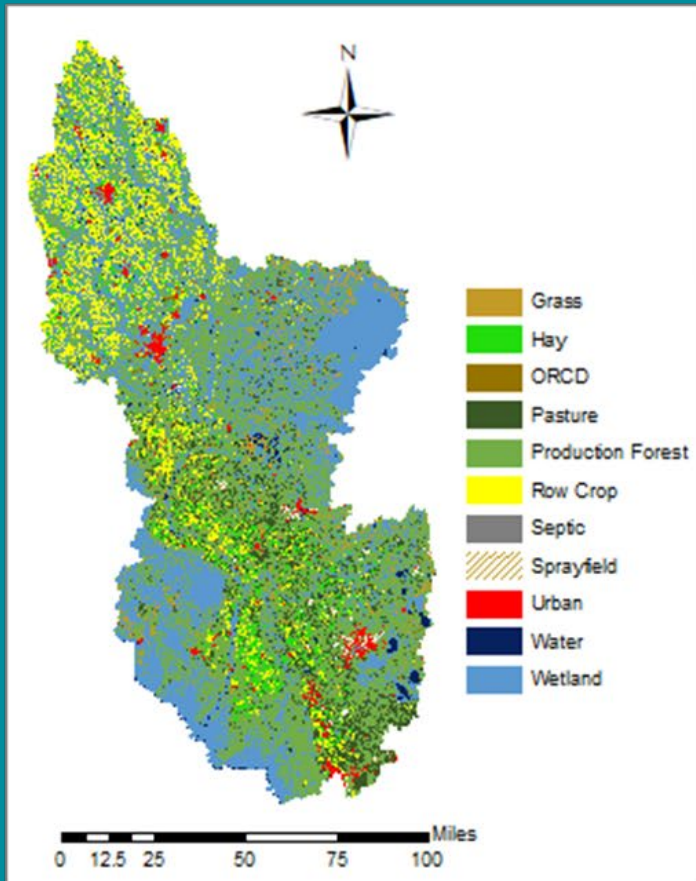 N
Grass
Hay
ORCD
Pasture
Production Forest
Row Crop
Septic
Sprayfield
Urban
Water
Wetland
Miles
0 12.5 25 50 75 100